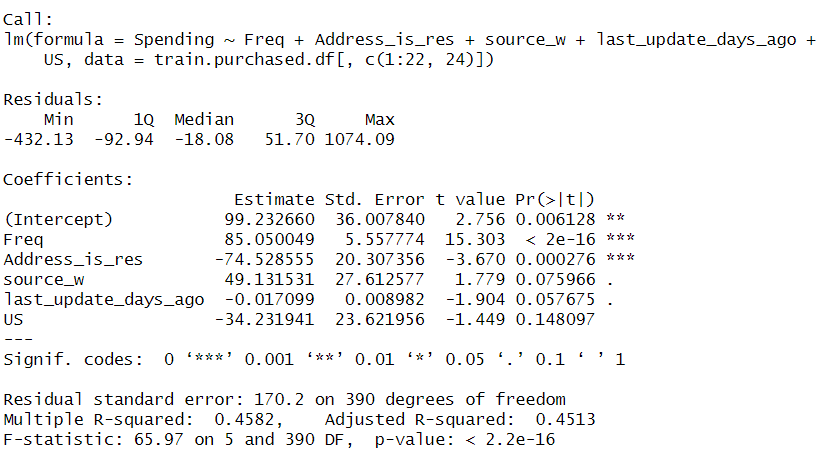 Call:
lm(formula = Spending ~ Freq + Address_is_res + source_w + last_update_days_ago +
    US, data = train.purchased.df[, c(1:22, 24)])
Residuals:
    Min      1Q  Median      3Q     Max
-432.13  -92.94  -18.08   51.70 1074.09
Coefficients:
                      Estimate Std. Error t value Pr(>|t|)
(Intercept)          99.232660  36.007840   2.756 0.006128 **
Freq                 85.050049   5.557774  15.303  < 2e-16 ***
Address_is_res      -74.528555  20.307356  -3.670 0.000276 ***
source_w             49.131531  27.612577   1.779 0.075966 .
last_update_days_ago -0.017099   0.008982  -1.904 0.057675 .
US                  -34.231941  23.621956  -1.449 0.148097
---
Signif. codes:  0 ‘***’ 0.001 ‘**’ 0.01 ‘*’ 0.05 ‘.’ 0.1 ‘ ’ 1
Residual standard error: 170.2 on 390 degrees of freedom
Multiple R-squared:  0.4582,    Adjusted R-squared:  0.4513
F-statistic: 65.97 on 5 and 390 DF,  p-value: < 2.2e-16